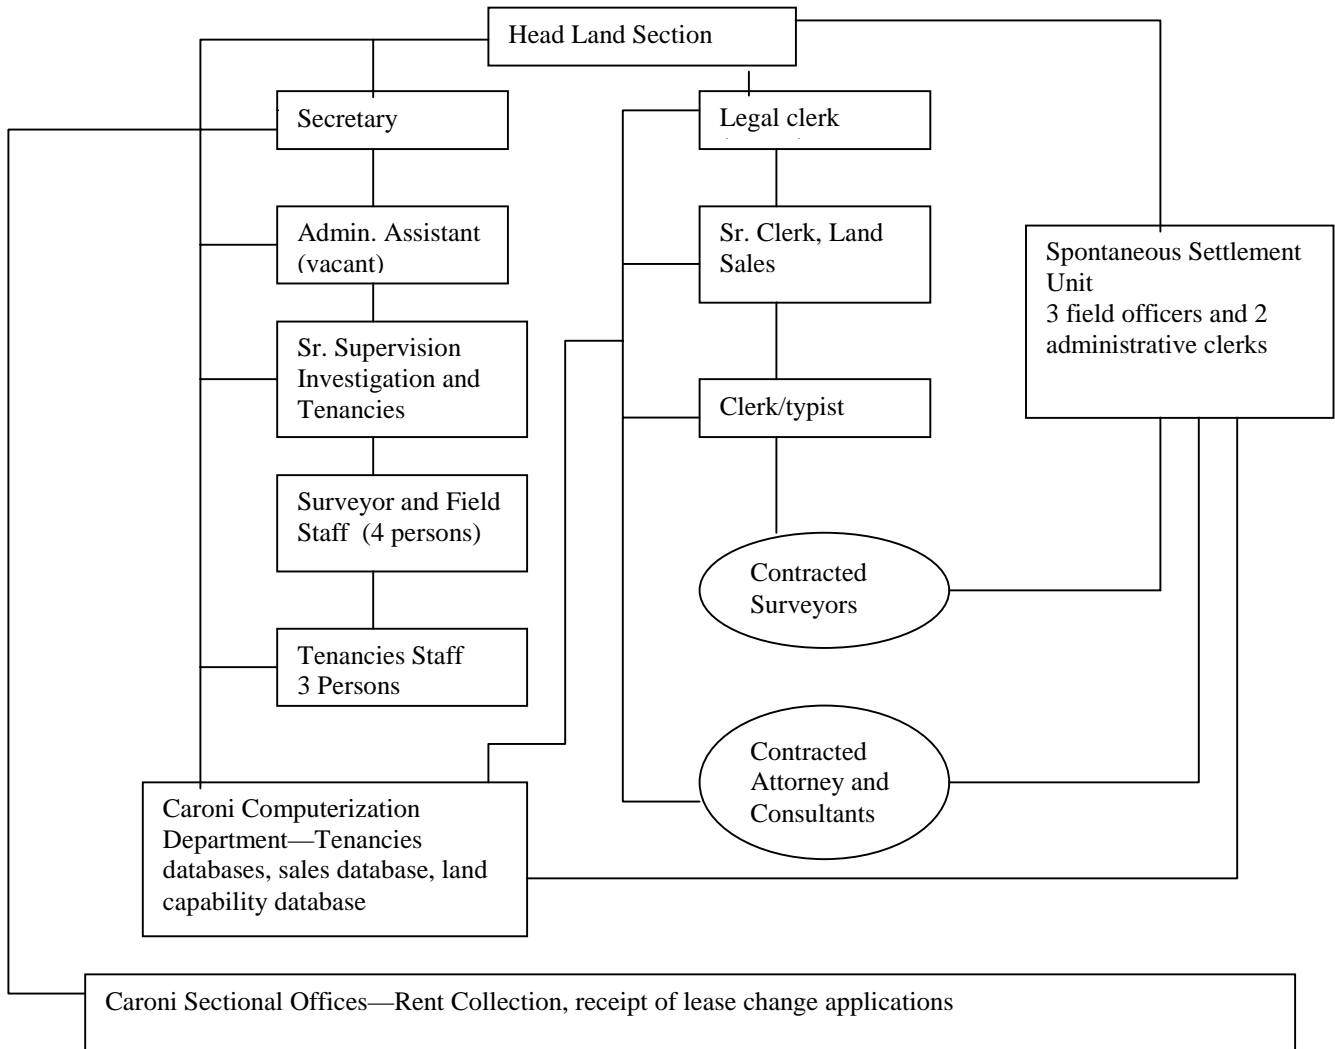 Head Land Section
Secretary
Legal clerk
Admin. Assistant
(vacant)
Sr. Clerk, Land
Sales
Spontaneous Settlement
Unit
3 field officers and 2
administrative clerks
Sr. Supervision
Investigation and
Tenancies
Clerk/typist
Surveyor and Field
Staff  (4 persons)
Contracted
Surveyors
Tenancies Staff
3 Persons
Contracted
Attorney and
Consultants
Caroni Computerization
Department—Tenancies
databases, sales database, land
capability database
Caroni Sectional Offices—Rent Collection, receipt of lease change applications